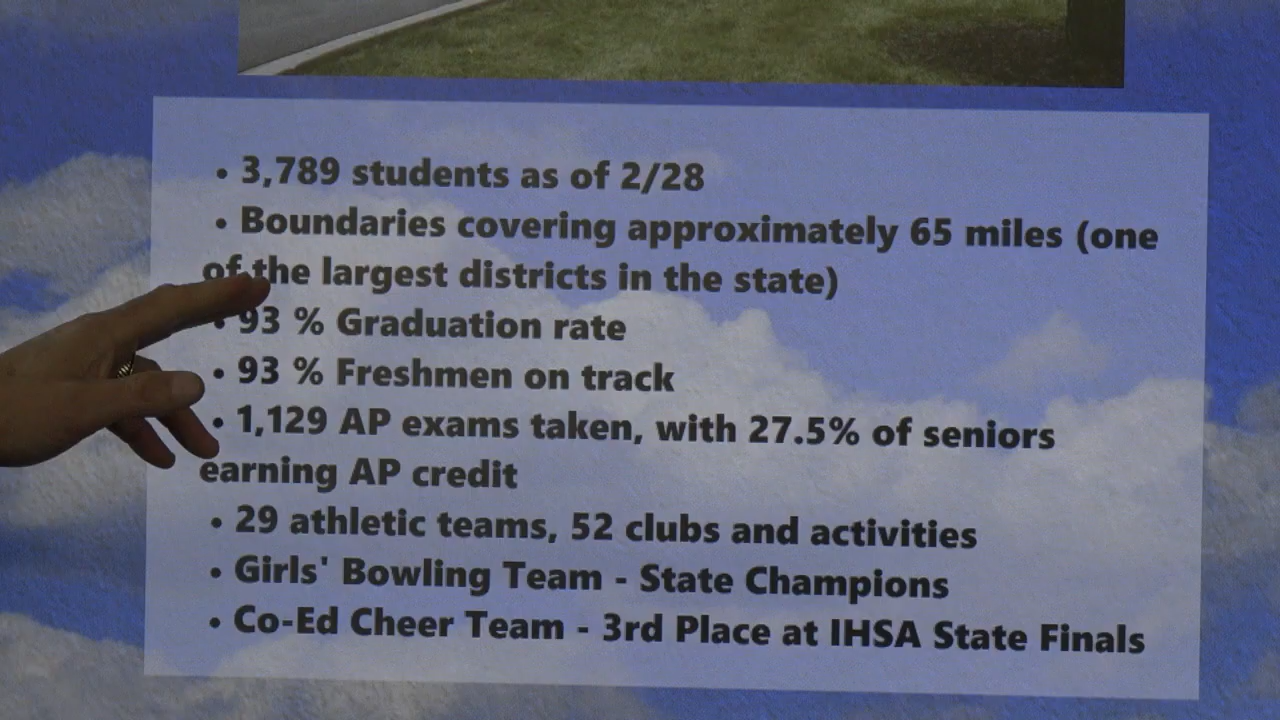 • 3,789 students as of 2/28
• Boundaries covering approximately 65 miles (one
of the largest districts in the state)
• 93 % Graduation rate
• 93 % Freshmen on track
• 1,129 AP exams taken, with 27.5% of seniors
earning AP credit
• 29 athletic teams, 52 clubs and activities
• Girls' Bowling Team - State Champions
• Co-Ed Cheer Team - 3rd Place at IHSA State Finals